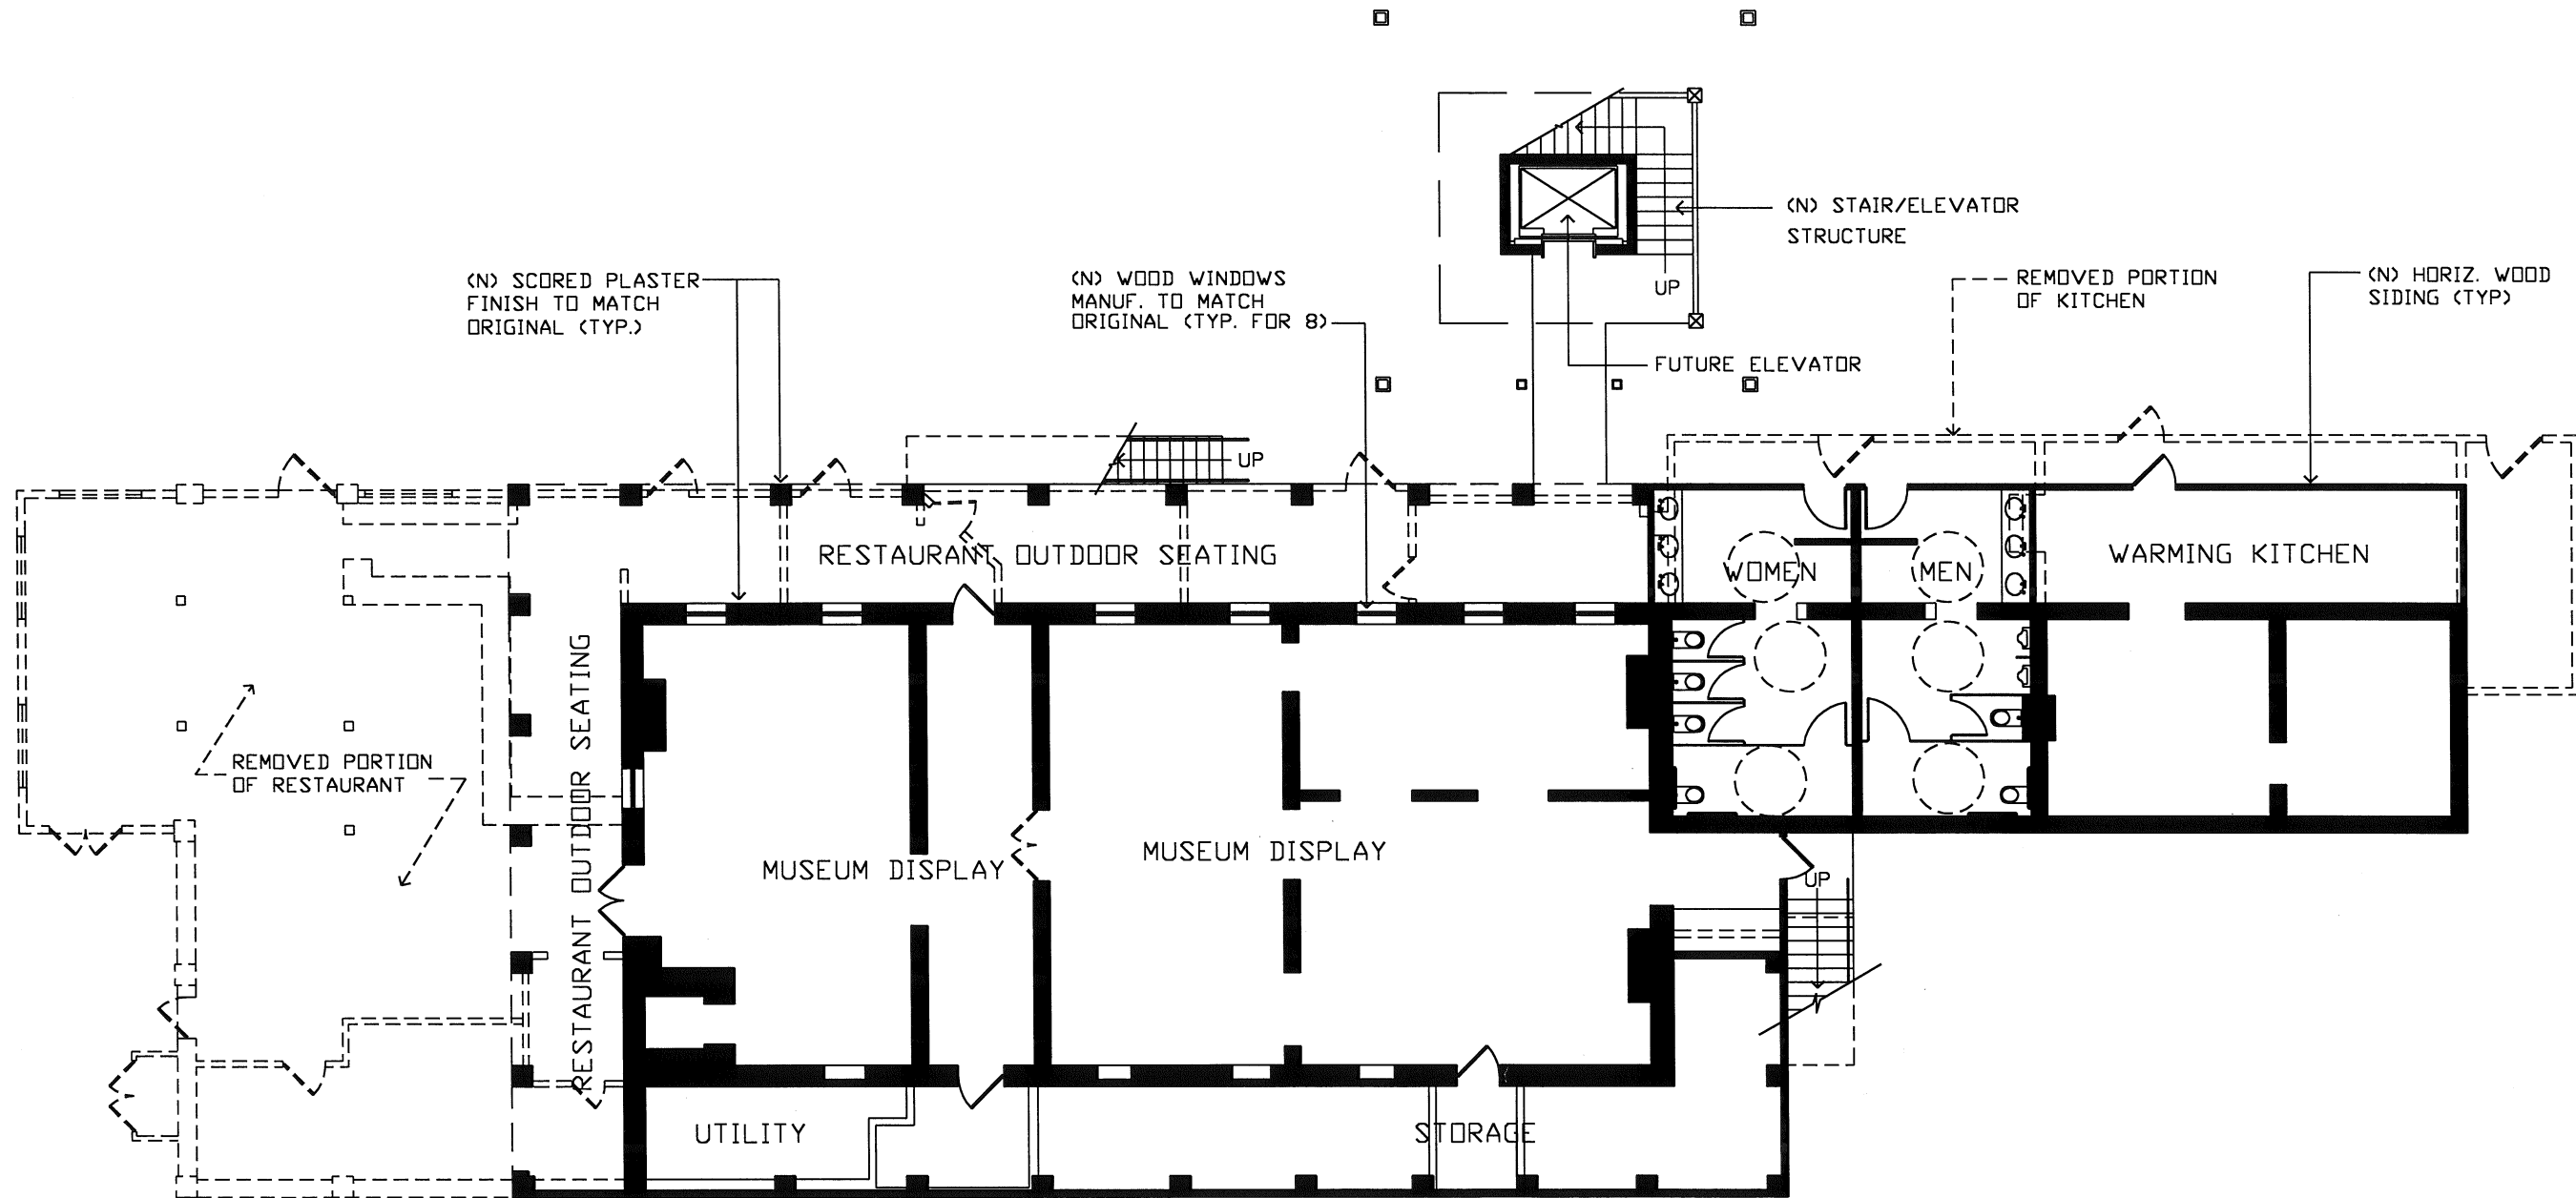 (N) STAIR/ELEVATOR
STRUCTURE
(N) SCORED PLASTER
FINISH TO MATCH
ORIGINAL (TYP.)
(N) WOOD WINDOWS
MANUF. TO MATCH
ORIGINAL (TYP. FOR 8)
UP
REMOVED PORTION
OF KITCHEN
(N) HORIZ. WOOD
SIDING (TYP)
FUTURE ELEVATOR
UP
RESTAURANT OUTDOOR SEATING
WOMEN
MEN
WARMING KITCHEN
RESTAURANT OUTDOOR SEATING
REMOVED PORTION
OF RESTAURANT
MUSEUM DISPLAY
MUSEUM DISPLAY
UP
UTILITY
STORAGE